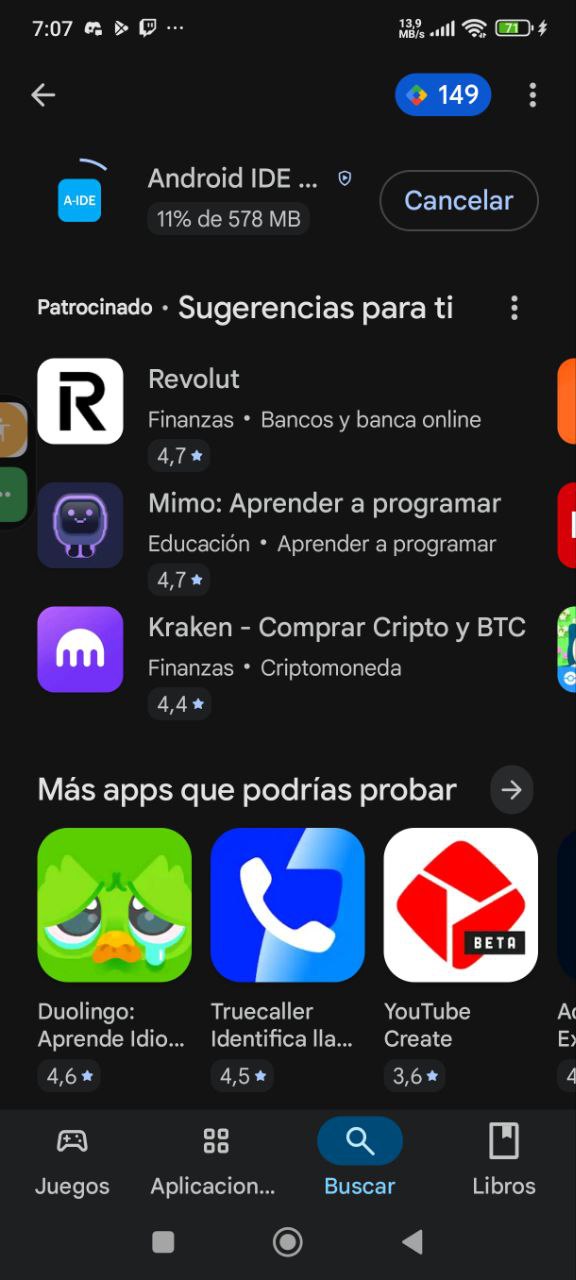 7:07 13,9 MB/s 71
149
A-IDE Android IDE ...
11% de 578 MB
Cancelar
Patrocinado • Sugerencias para ti
Revolut
Finanzas • Bancos y banca online
4,7
Mimo: Aprender a programar
Educación • Aprender a programar
4,7
Kraken - Comprar Cripto y BTC
Finanzas • Criptomoneda
4,4
Más apps que podrías probar
BETA
Duolingo: Truecaller YouTube
Aprende Idio... Identifica lla... Create
4,6 4,5 3,6
Juegos Aplicacion... Buscar Libros